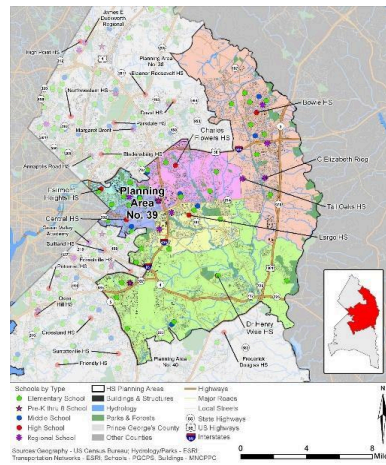 James E
Duckworth
Regional
High Point HS
Planning
Area
No. 38
Eleanor Roosevelt HS
Northwestern HS
Bowie HS
Parkdale HS
Margaret Brent
Charles
Flowers HS
Bladensburg HS
C Elizabeth Rieg
Annapolis Road
Fairmont
Heights HS
Planning
Area
No. 39
Tall Oaks HS
Central HS
Green Valley
Academy
Largo HS
Suitland HS
Forestville HS
Potomac HS
Oxon
Hill HS
Crossland HS
Dr Henry
Wise HS
Surrattsville HS
Planning
Area
No. 40
Frederick
Douglass HS
Friendly HS
Schools by Type
Elementary School
Pre-K thru 8 School
Middle School
High School
Regional School
HS Planning Areas
Buildings & Structures
Hydrology
Parks & Forests
Prince George's County
Other Counties
Highways
Major Roads
Local Streets
State Highways
US Highways
Interstates
N
0 2 4 8
Mile
Sources Geography - US Census Bureau; Hydrology/Parks - ESRI;
Transportation Networks - ESRI; Schools - PGCPS; Buildings - MNCPPC